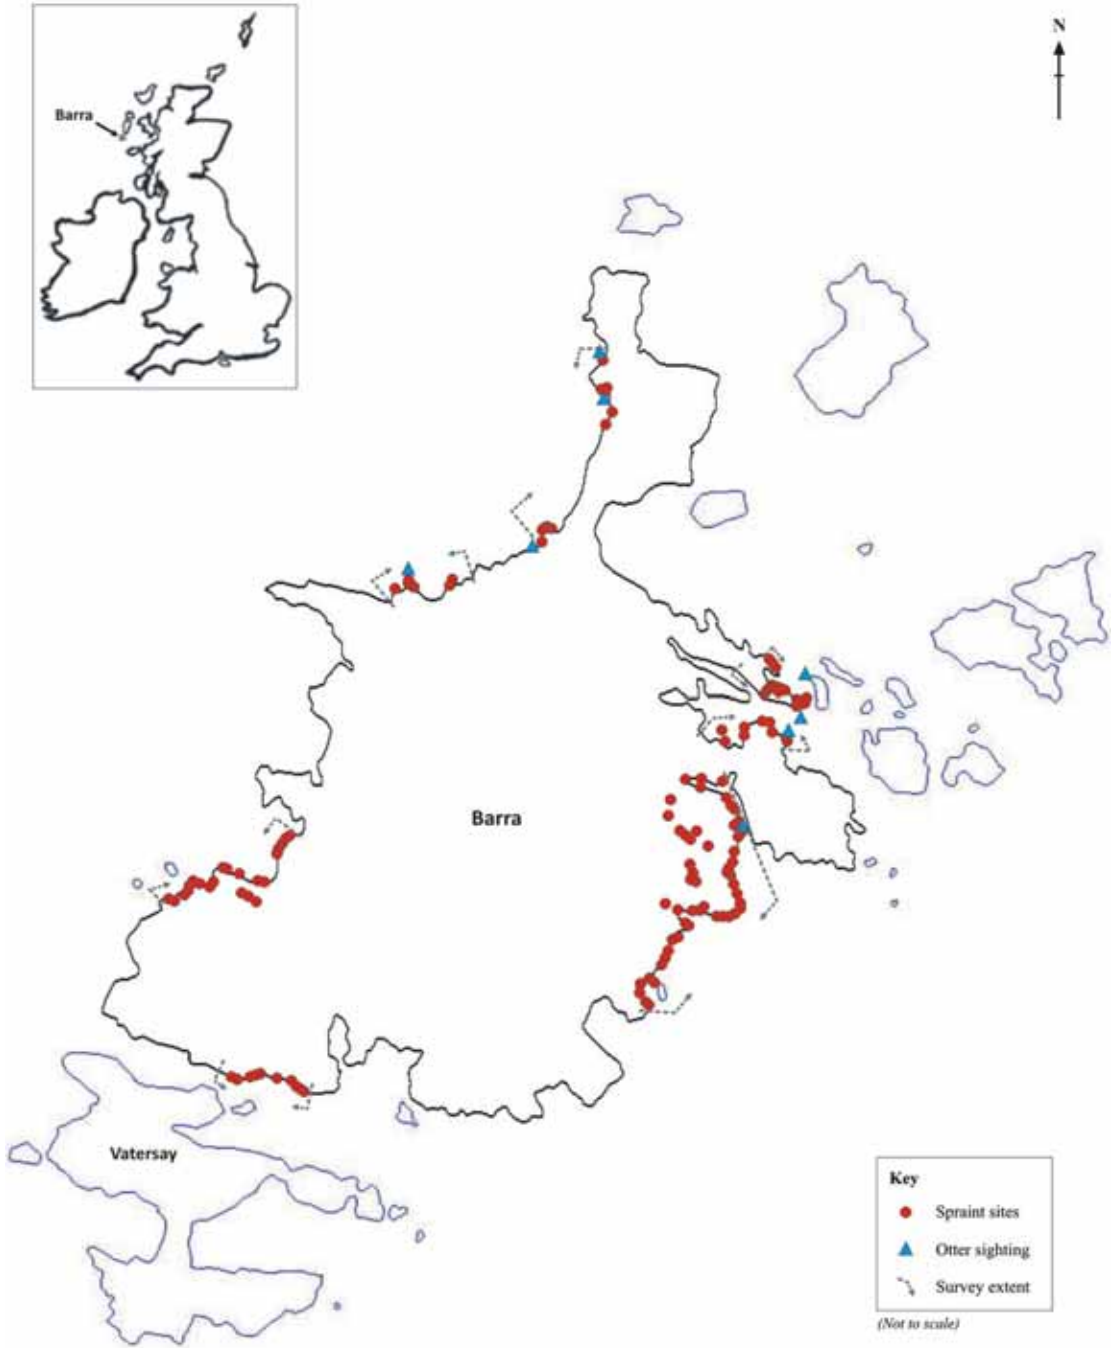 Barra
N
Barra
Vatersay
Key
Spraint sites
Otter sighting
Survey extent
(Not to scale)